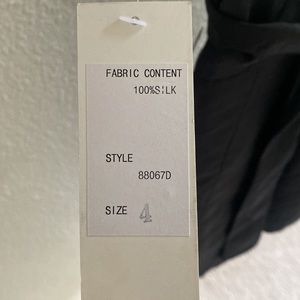 FABRIC CONTENT
100%SILK
STYLE
88067D
SIZE 4